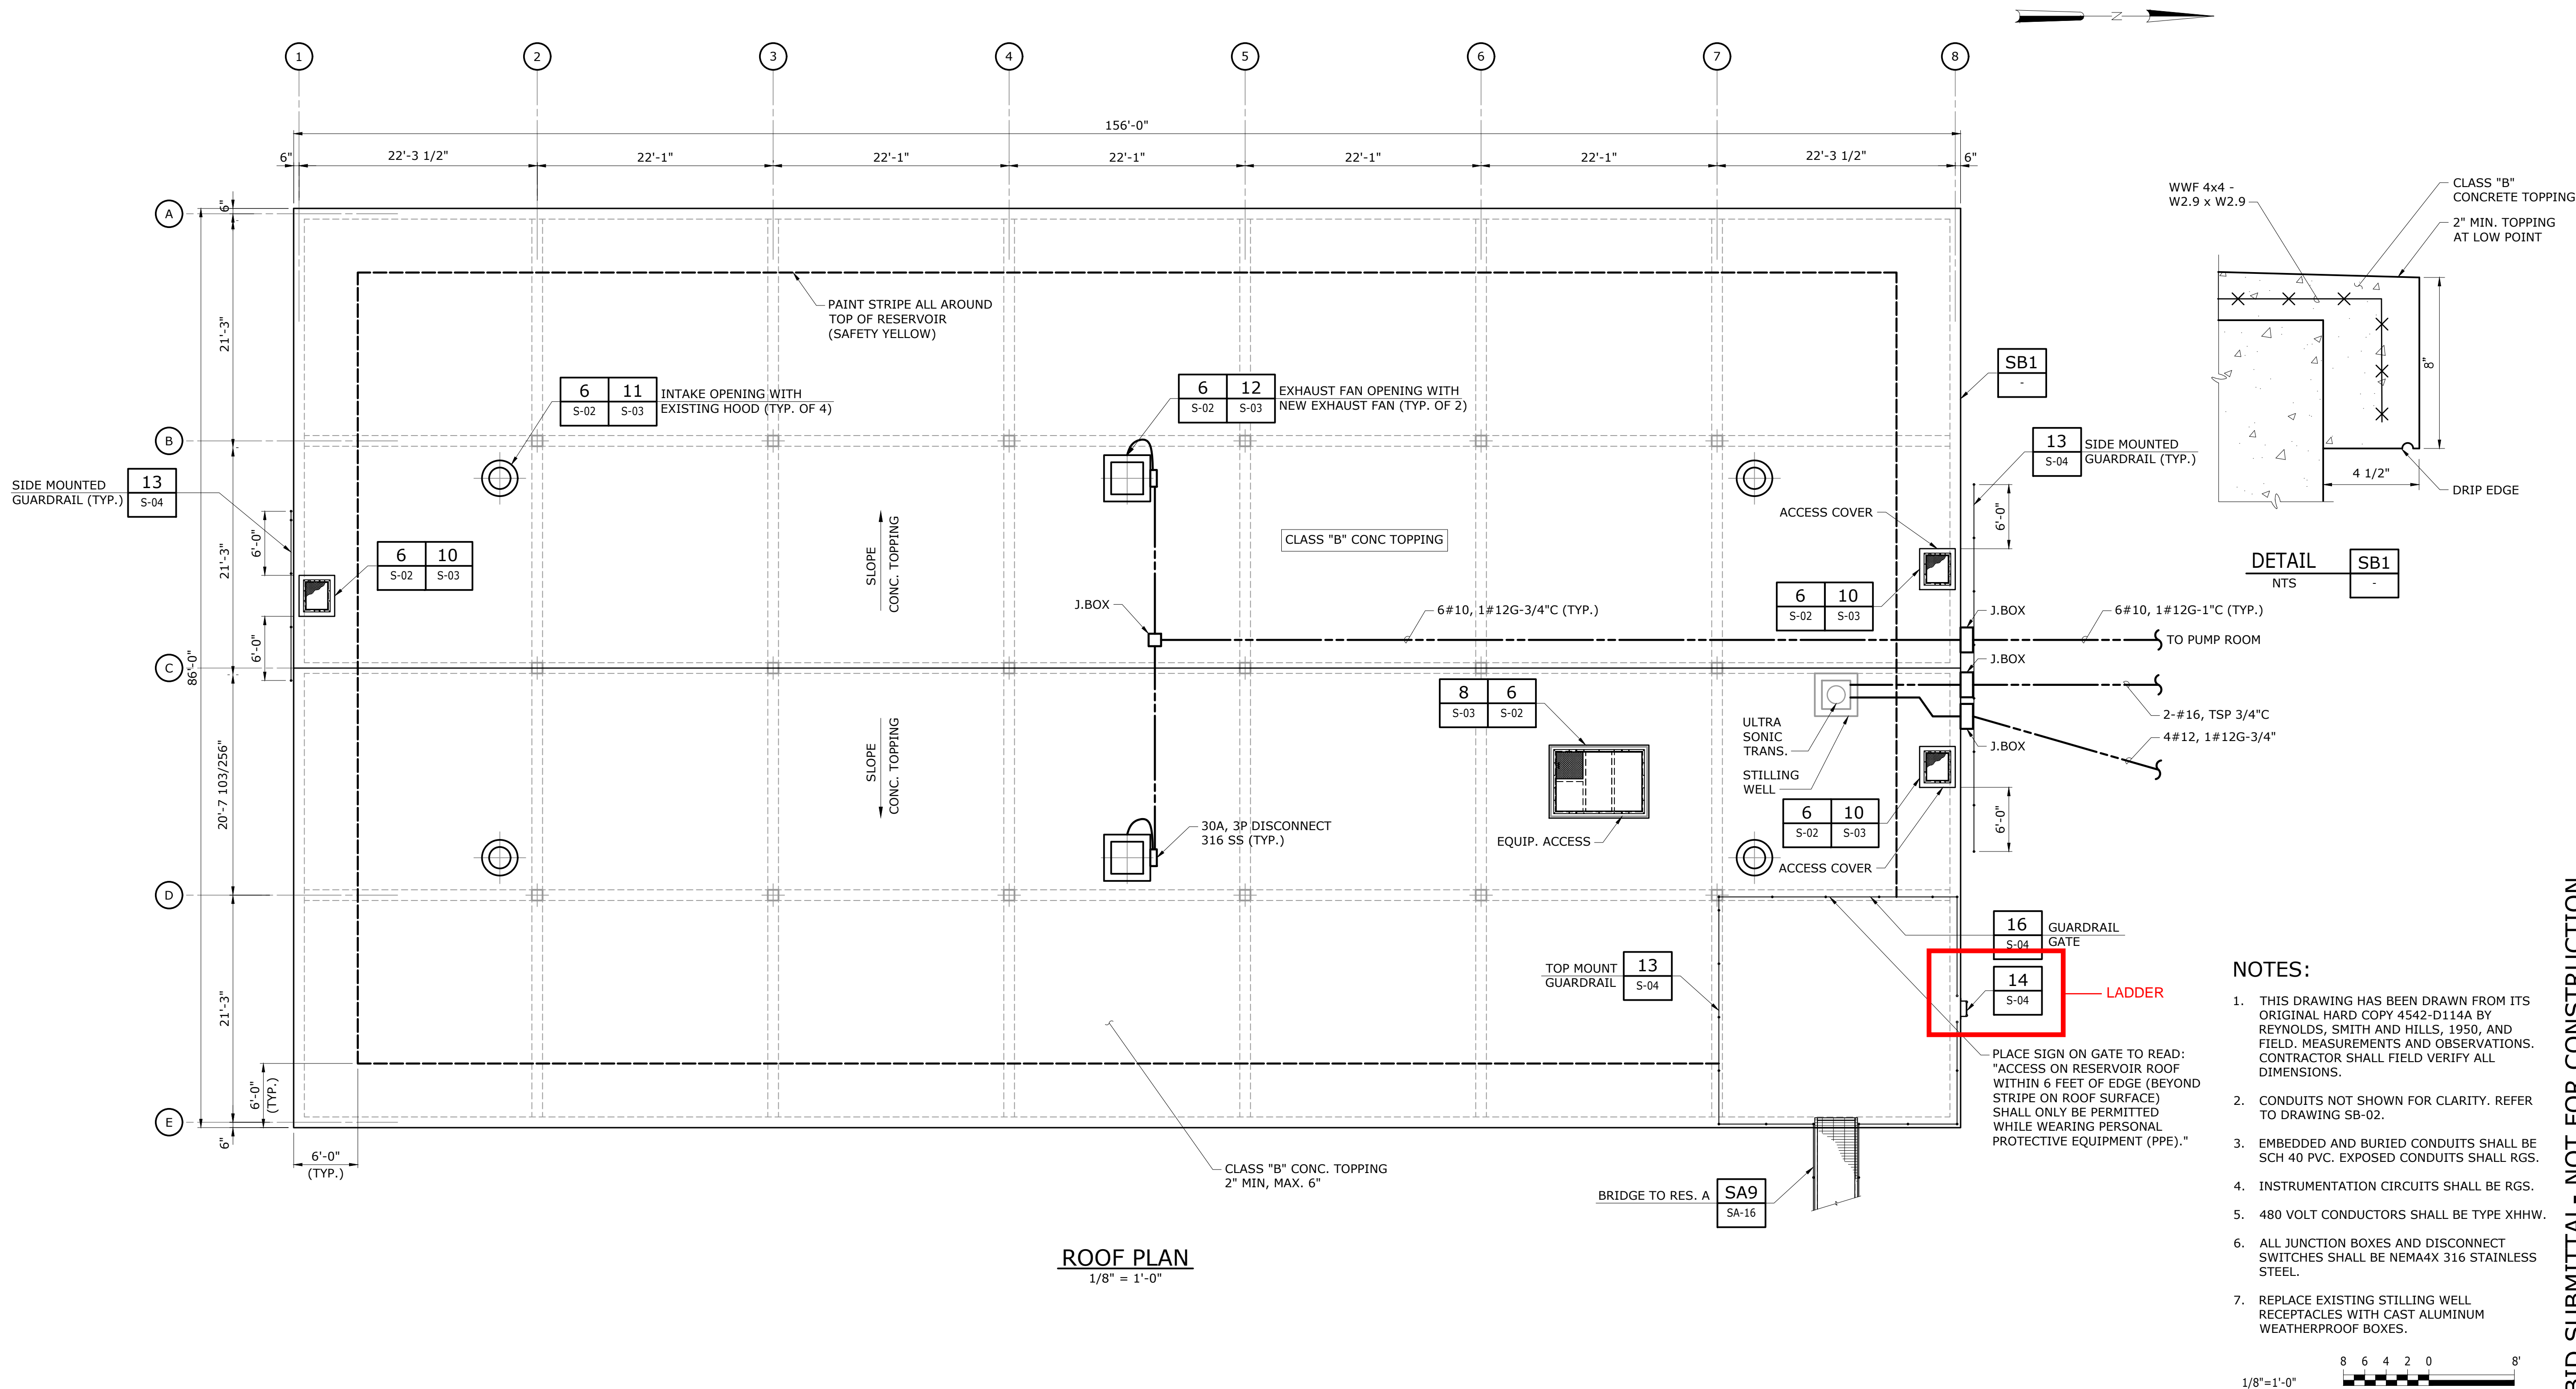 N
1
2
3
4
5
6
7
8
156'-0"
6"
22'-3 1/2"
22'-1"
22'-1"
22'-1"
22'-1"
22'-1"
22'-3 1/2"
6"
A
B
C
D
E
6"
21'-3"
21'-3"
86'-0"
20'-7 103/256"
21'-3"
6"
PAINT STRIPE ALL AROUND
TOP OF RESERVOIR
(SAFETY YELLOW)
6 11
S-02 S-03
INTAKE OPENING WITH
EXISTING HOOD (TYP. OF 4)
6 12
S-02 S-03
EXHAUST FAN OPENING WITH
NEW EXHAUST FAN (TYP. OF 2)
SB1
-
13
S-04
SIDE MOUNTED
GUARDRAIL (TYP.)
SIDE MOUNTED
GUARDRAIL (TYP.)
13
S-04
6'-0"
6'-0"
6 10
S-02 S-03
SLOPE
CONC. TOPPING
SLOPE
CONC. TOPPING
CLASS "B" CONC TOPPING
ACCESS COVER
6'-0"
6 10
S-02 S-03
J.BOX
6#10, 1#12G-3/4"C (TYP.)
J.BOX
6#10, 1#12G-1"C (TYP.)
TO PUMP ROOM
J.BOX
2-#16, TSP 3/4"C
4#12, 1#12G-3/4"
J.BOX
8 6
S-03 S-02
ULTRA
SONIC
TRANS.
STILLING
WELL
EQUIP. ACCESS
6 10
S-02 S-03
ACCESS COVER
6'-0"
30A, 3P DISCONNECT
316 SS (TYP.)
16
S-04
GUARDRAIL
GATE
14
S-04
LADDER
TOP MOUNT
GUARDRAIL
13
S-04
PLACE SIGN ON GATE TO READ:
"ACCESS ON RESERVOIR ROOF
WITHIN 6 FEET OF EDGE (BEYOND
STRIPE ON ROOF SURFACE)
SHALL ONLY BE PERMITTED
WHILE WEARING PERSONAL
PROTECTIVE EQUIPMENT (PPE)."
6'-0"
(TYP.)
6'-0"
(TYP.)
CLASS "B" CONC. TOPPING
2" MIN, MAX. 6"
BRIDGE TO RES. A
SA9
SA-16
ROOF PLAN
1/8" = 1'-0"
WWF 4x4 -
W2.9 x W2.9
CLASS "B"
CONCRETE TOPPING
2" MIN. TOPPING
AT LOW POINT
8"
4 1/2"
DRIP EDGE
DETAIL
NTS
SB1
-
NOTES:
1. THIS DRAWING HAS BEEN DRAWN FROM ITS
ORIGINAL HARD COPY 4542-D114A BY
REYNOLDS, SMITH AND HILLS, 1950, AND
FIELD. MEASUREMENTS AND OBSERVATIONS.
CONTRACTOR SHALL FIELD VERIFY ALL
DIMENSIONS.
2. CONDUITS NOT SHOWN FOR CLARITY. REFER
TO DRAWING SB-02.
3. EMBEDDED AND BURIED CONDUITS SHALL BE
SCH 40 PVC. EXPOSED CONDUITS SHALL RGS.
4. INSTRUMENTATION CIRCUITS SHALL BE RGS.
5. 480 VOLT CONDUCTORS SHALL BE TYPE XHHW.
6. ALL JUNCTION BOXES AND DISCONNECT
SWITCHES SHALL BE NEMA4X 316 STAINLESS
STEEL.
7. REPLACE EXISTING STILLING WELL
RECEPTACLES WITH CAST ALUMINUM
WEATHERPROOF BOXES.
8 6 4 2 0 8'
1/8"=1'-0"
BID SUBMITTAL- NOT FOR CONSTRUCTION